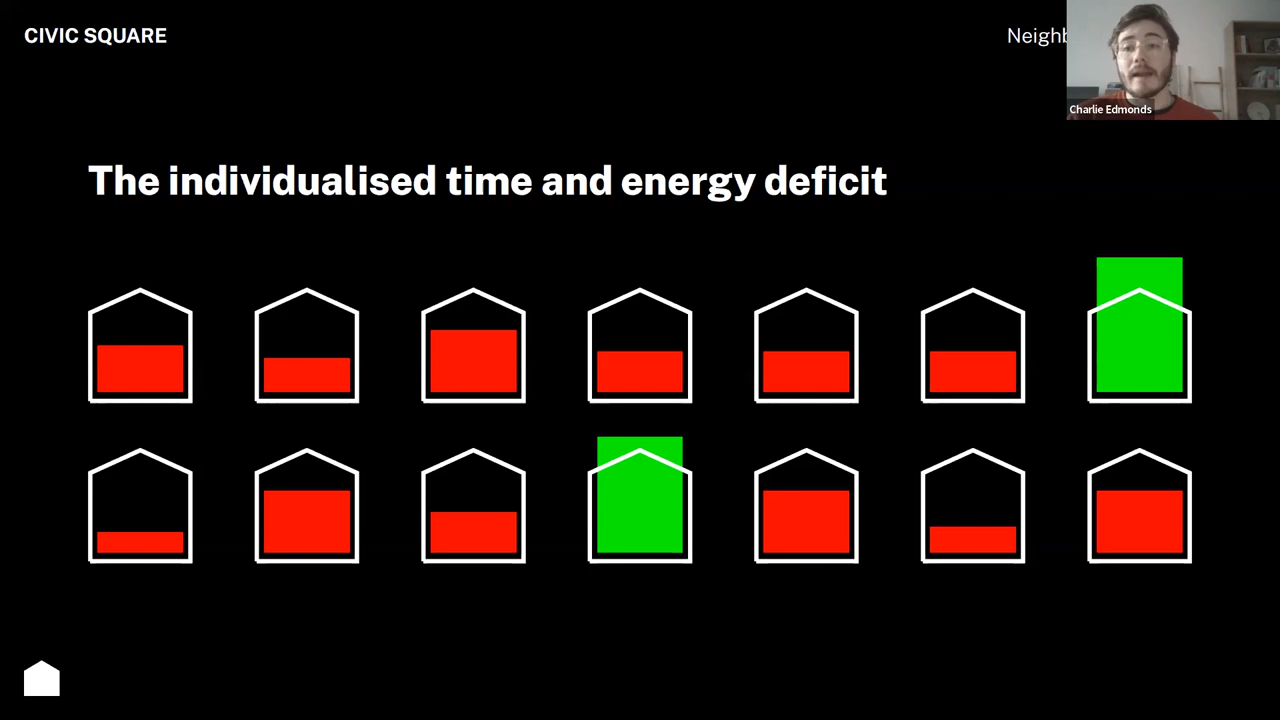 CIVIC SQUARE
Neighb
Charlie Edmonds
The individualised time and energy deficit